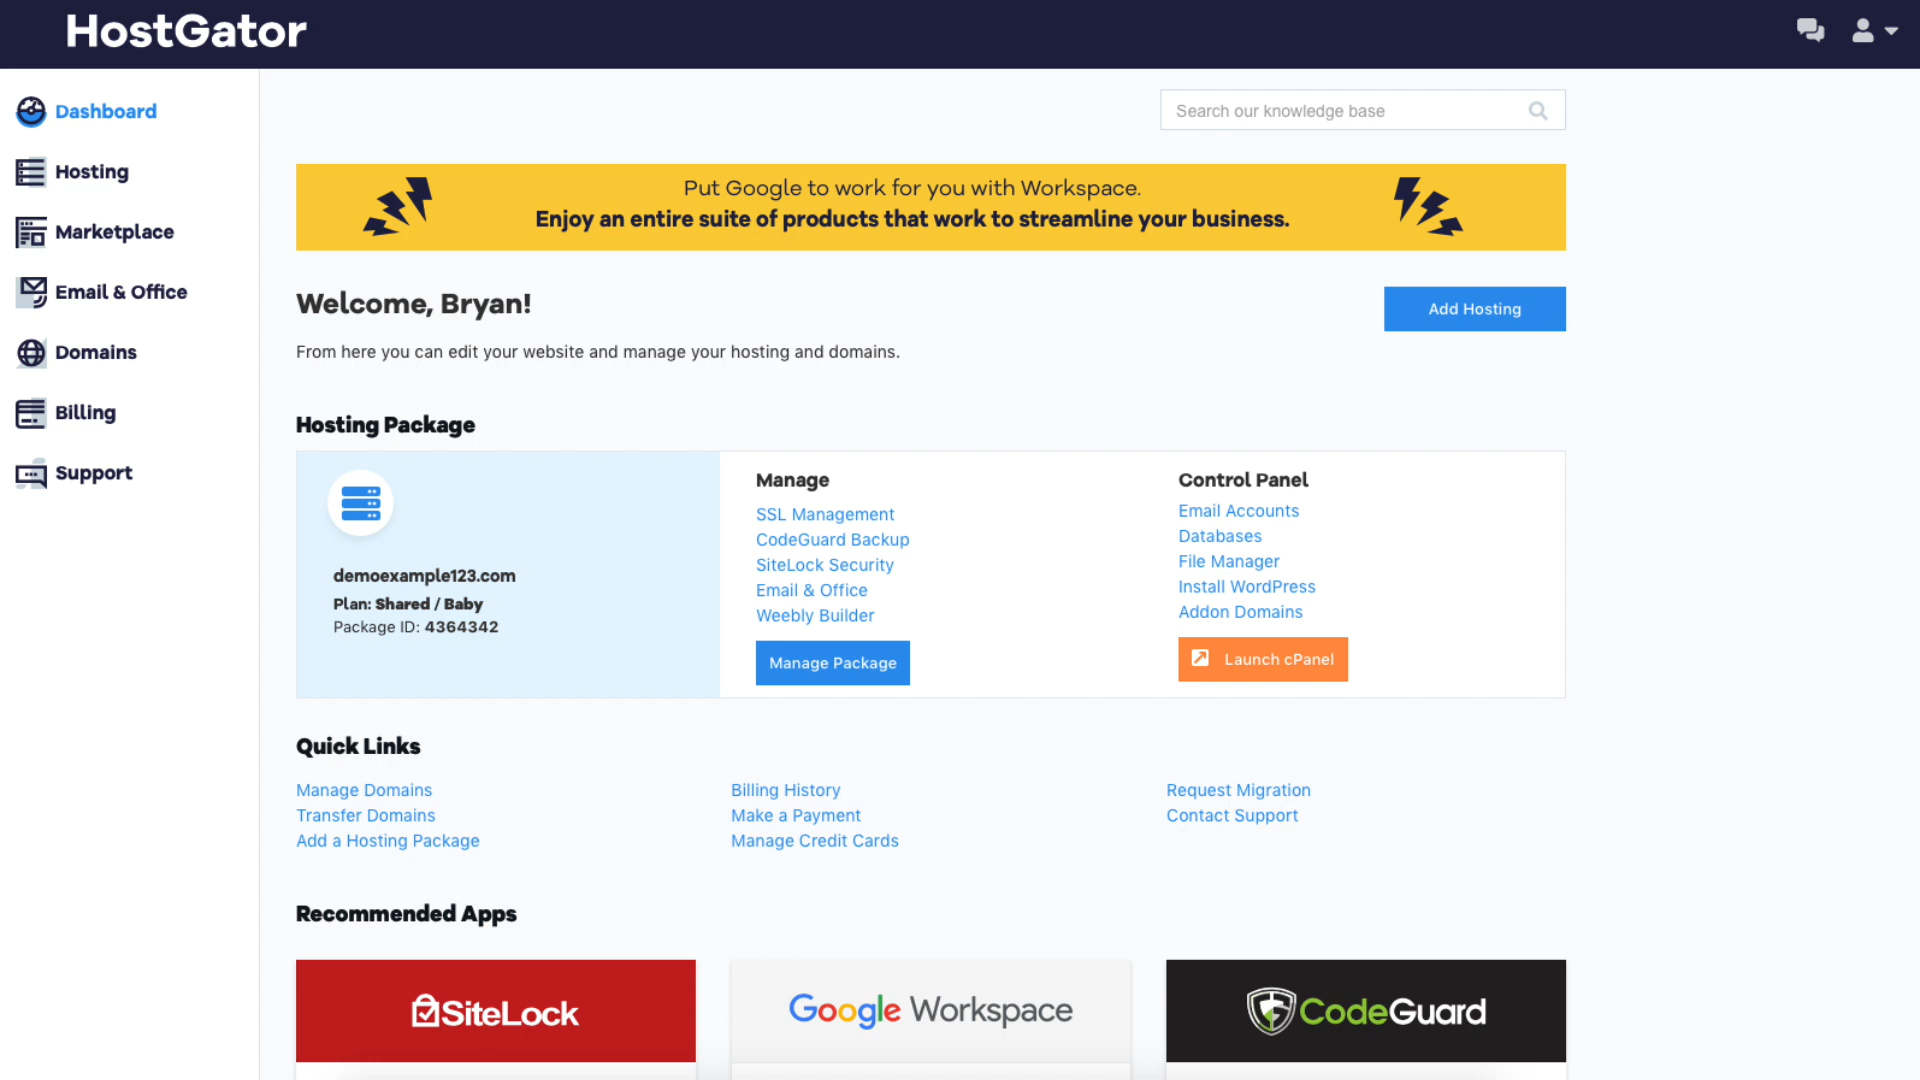 HostGator
Dashboard
Hosting
Marketplace
Email & Office
Domains
Billing
Support
Search our knowledge base
Put Google to work for you with Workspace.
Enjoy an entire suite of products that work to streamline your business.
Welcome, Bryan!
Add Hosting
From here you can edit your website and manage your hosting and domains.
Hosting Package
demoexample123.com
Plan: Shared / Baby
Package ID: 4364342
Manage
SSL Management
CodeGuard Backup
SiteLock Security
Email & Office
Weebly Builder
Manage Package
Control Panel
Email Accounts
Databases
File Manager
Install WordPress
Addon Domains
Launch cPanel
Quick Links
Manage Domains
Transfer Domains
Add a Hosting Package
Billing History
Make a Payment
Manage Credit Cards
Request Migration
Contact Support
Recommended Apps
SiteLock
Google Workspace
CodeGuard